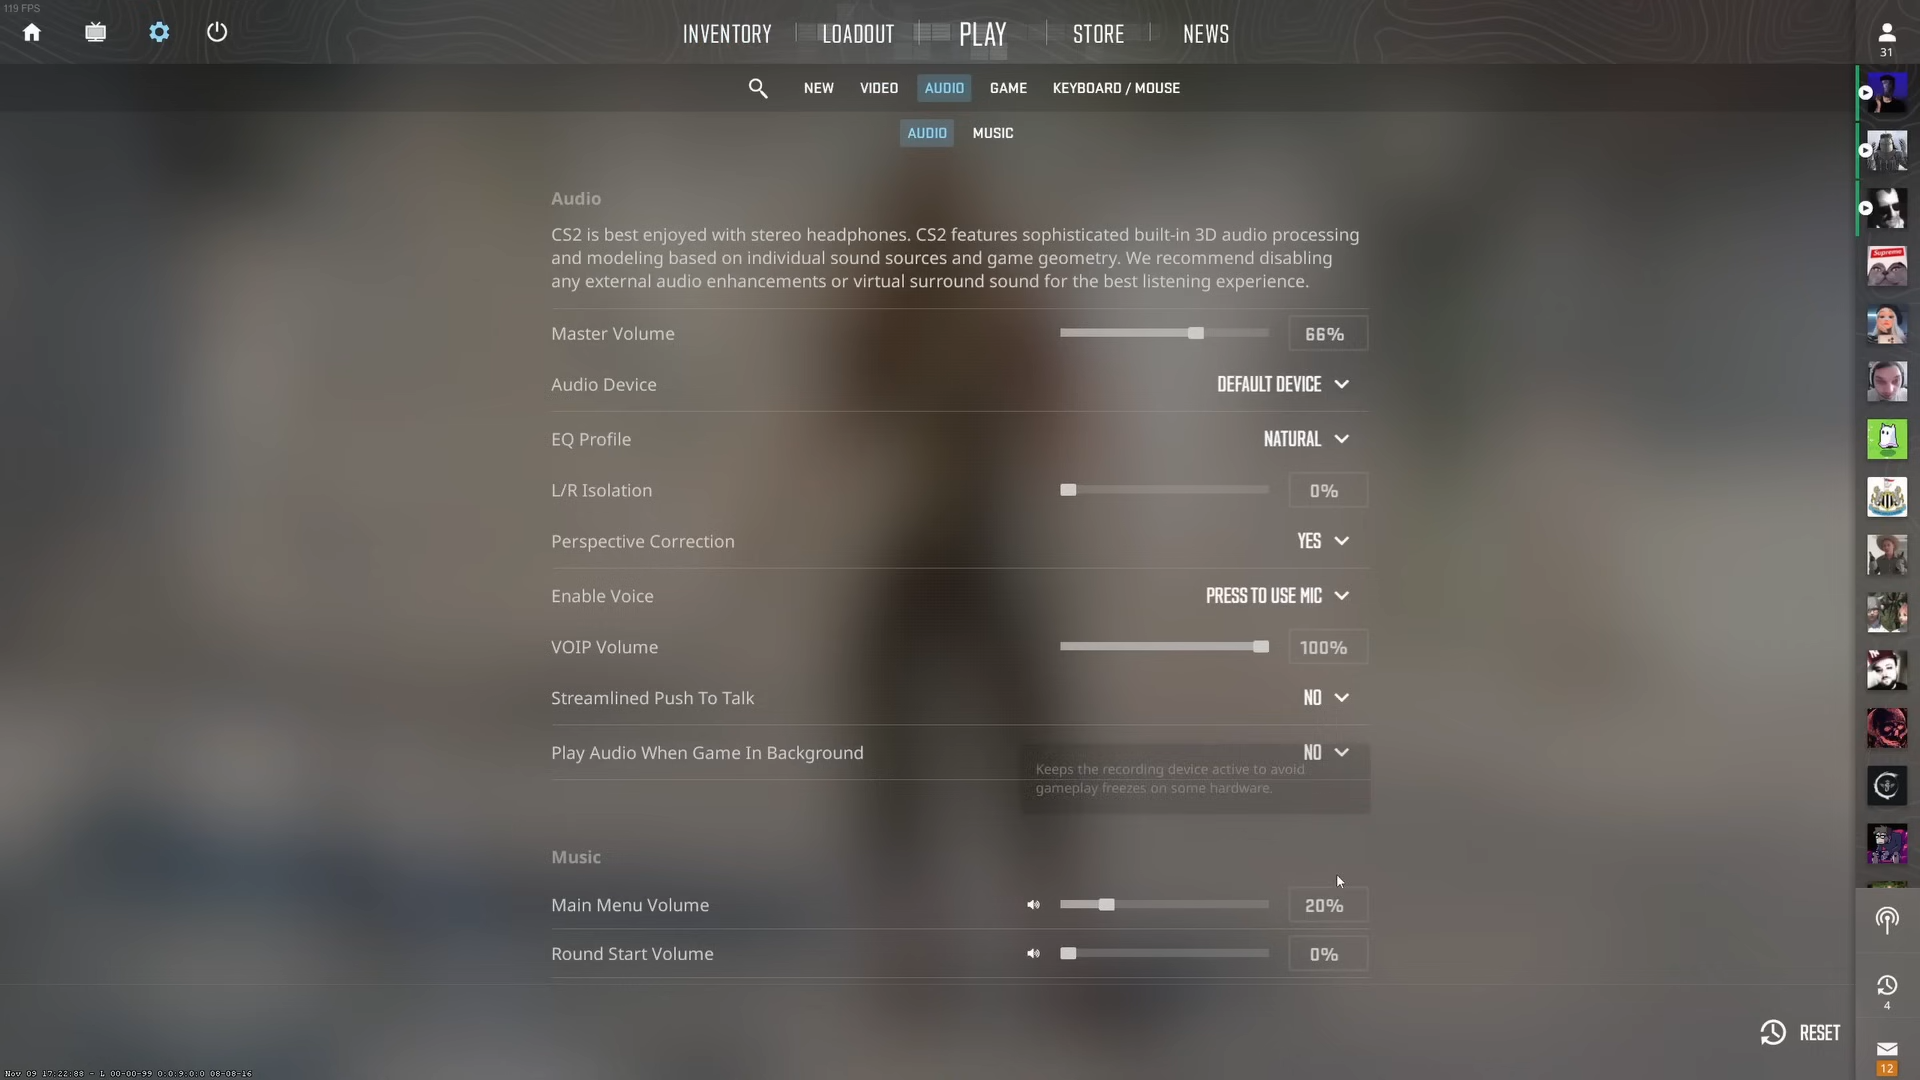 119 FPS
INVENTORY
LOADOUT
PLAY
STORE
NEWS
31
NEW
VIDEO
AUDIO
GAME
KEYBOARD / MOUSE
AUDIO
MUSIC
Audio
CS2 is best enjoyed with stereo headphones. CS2 features sophisticated built-in 3D audio processing
and modeling based on individual sound sources and game geometry. We recommend disabling
any external audio enhancements or virtual surround sound for the best listening experience.
Master Volume
66%
Audio Device
DEFAULT DEVICE
EQ Profile
NATURAL
L/R Isolation
0%
Perspective Correction
YES
Enable Voice
PRESS TO USE MIC
VOIP Volume
100%
Streamlined Push To Talk
NO
Play Audio When Game In Background
NO
Keeps the recording device active to avoid
gameplay freezes on some hardware.
Music
Main Menu Volume
20%
Round Start Volume
0%
Supreme
4
RESET
12